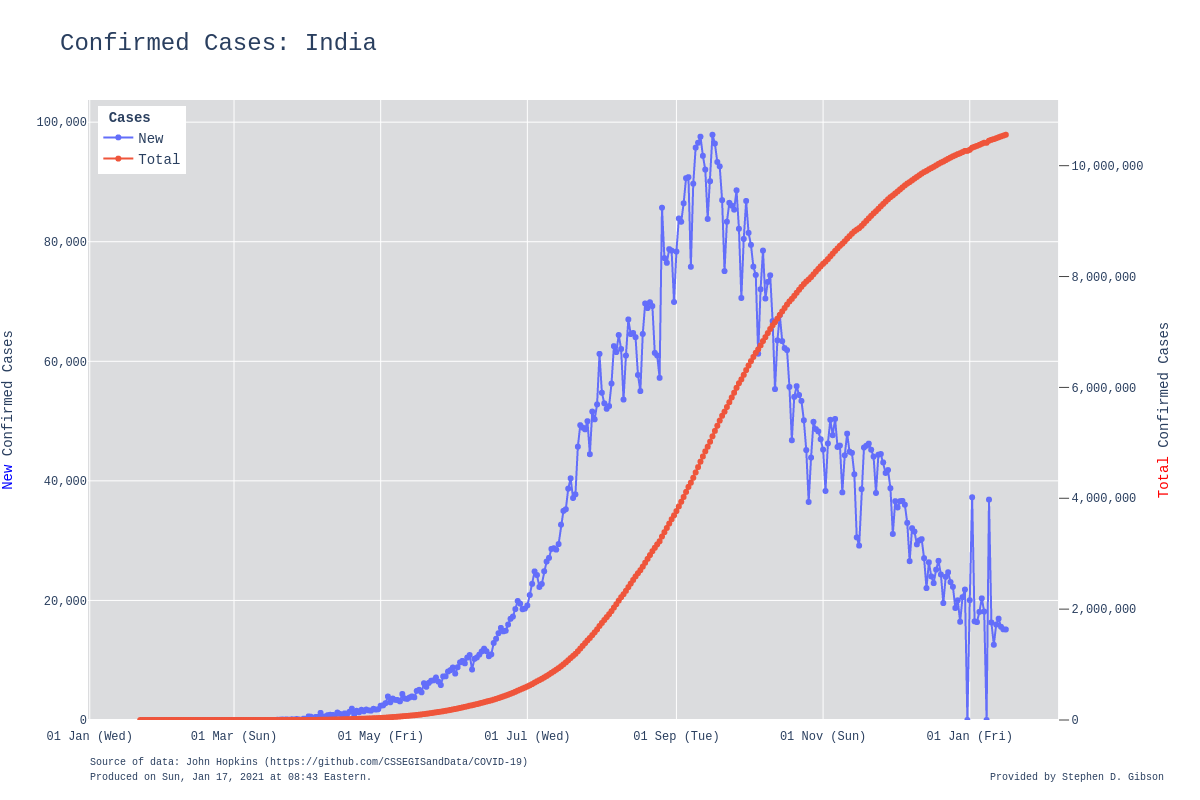 Confirmed Cases: India
Cases
New
Total
100,000
80,000
60,000
40,000
20,000
0
New Confirmed Cases
10,000,000
8,000,000
6,000,000
4,000,000
2,000,000
0
Total Confirmed Cases
01 Jan (Wed) 01 Mar (Sun) 01 May (Fri) 01 Jul (Wed) 01 Sep (Tue) 01 Nov (Sun) 01 Jan (Fri)
Source of data: John Hopkins (https://github.com/CSSEGISandData/COVID-19)
Produced on Sun, Jan 17, 2021 at 08:43 Eastern.
Provided by Stephen D. Gibson